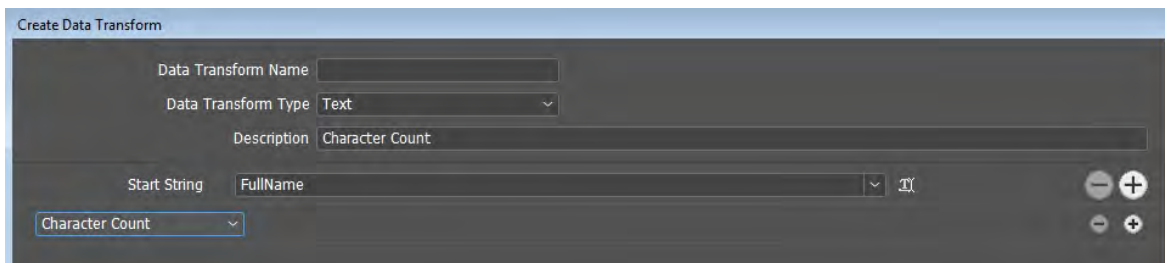 Create Data Transform
Data Transform Name
Data Transform Type Text
Description Character Count
Start String FullName
Character Count